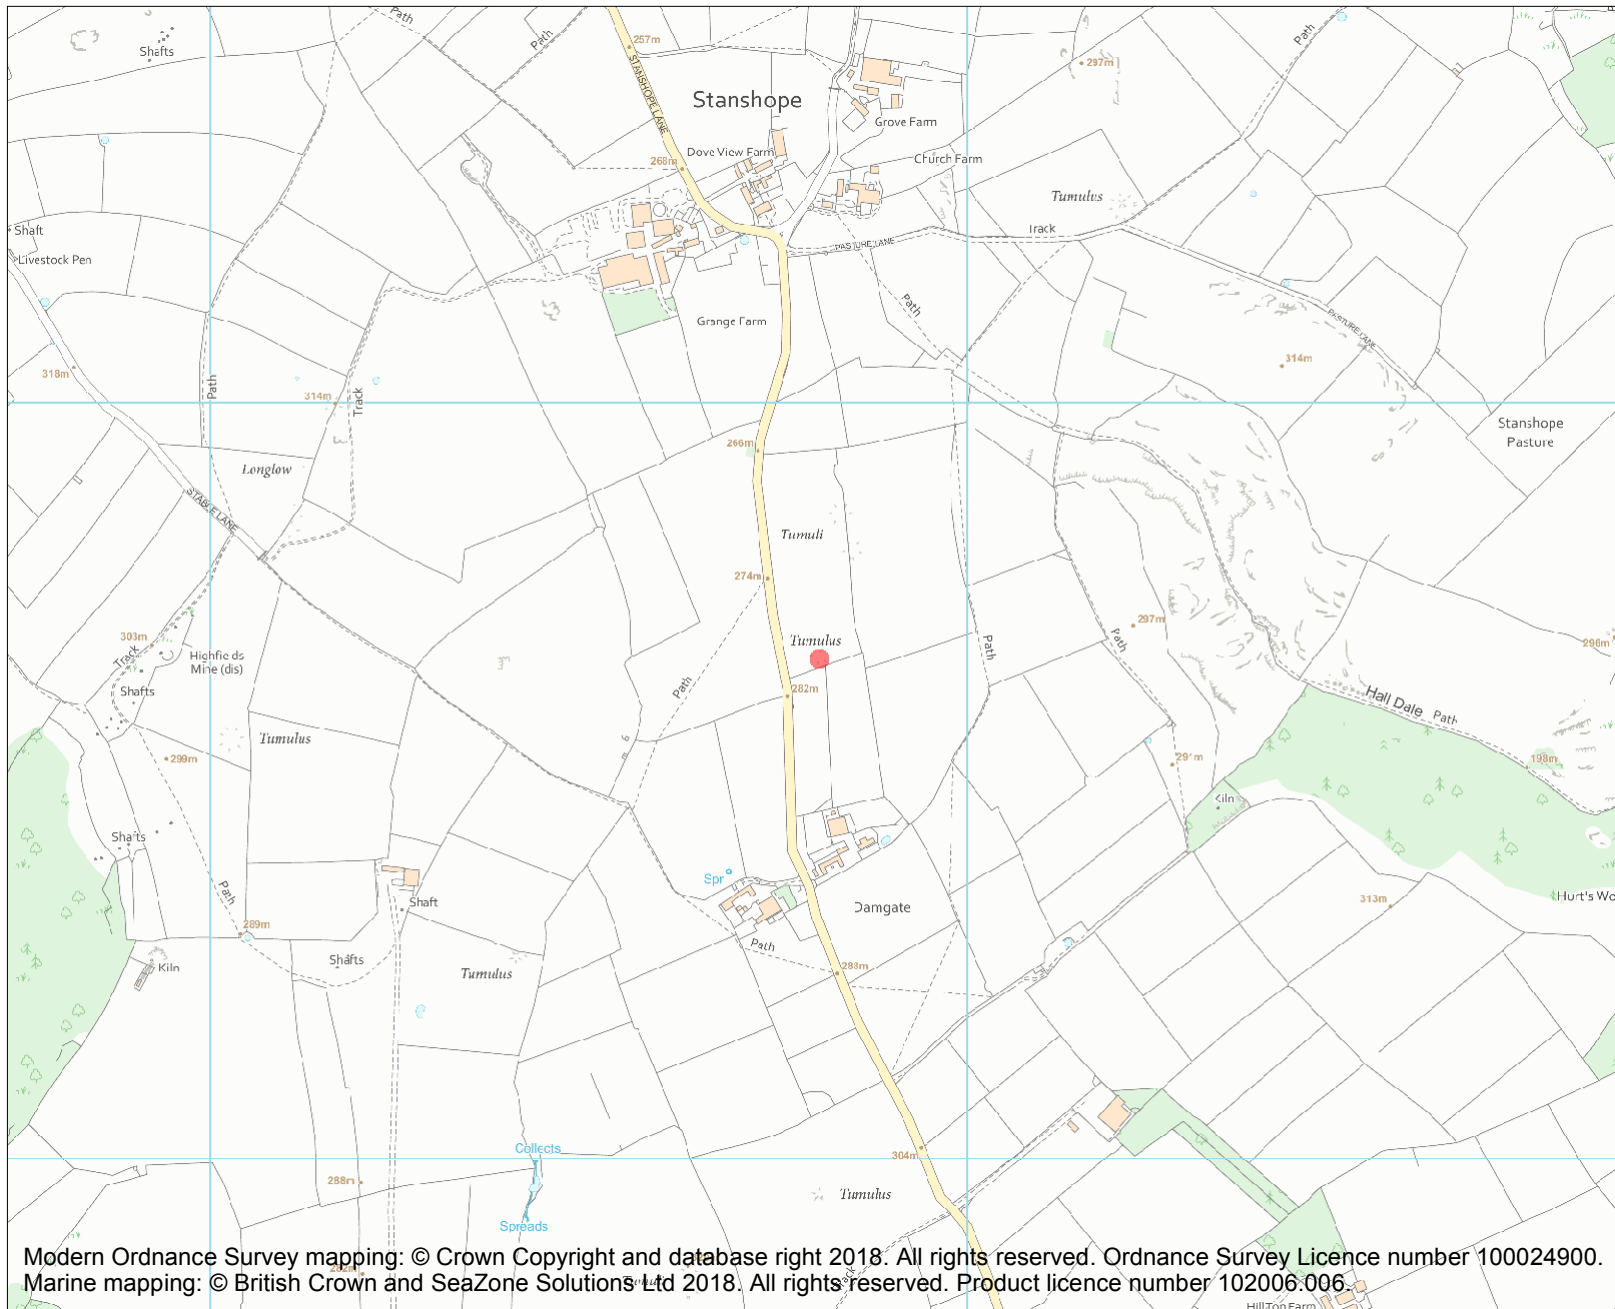 Path
Shafts
Path
257m
STANSHOPE LANE
Path
297m
Stanshope
Grove Farm
Dove View Farm
268m
Church Farm
Tumulus
Shaft
Livestock Pen
Track
PASTURE LANE
Path
Grange Farm
PASTURE LANE
318m
Path
314m
Track
314m
Stanshope
Pasture
266m
Longlow
STABLE LANE
Tumuli
274m
303m
Track
Highfields
Mine (dis)
Tumulus
Path
297m
Path
298m
Shafts
Path
282m
Hall Dale
Path
Tumulus
299m
291m
198m
Kiln
Shafts
Spr
Path
Shaft
Damgate
313m
Hurt's Wo
289m
Path
Shafts
Kiln
Tumulus
288m
Collects
304m
288m
Tumulus
Spreads
Modern Ordnance Survey mapping: © Crown Copyright and database right 2018. All rights reserved. Ordnance Survey Licence number 100024900.
Marine mapping: © British Crown and SeaZone Solutions Ltd 2018. All rights reserved. Product licence number 102006.006.
Track
HillTop Farm